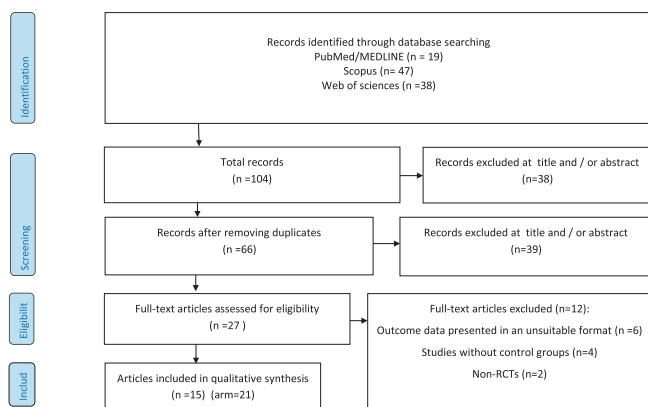 Identification
Records identified through database searching
PubMed/MEDLINE (n = 19)
Scopus (n= 47)
Web of sciences (n =38)
Screening
Total records
(n =104)
Records excluded at title and / or abstract
(n=38)
Records after removing duplicates
(n =66)
Records excluded at title and / or abstract
(n=39)
Eligibilit
Full-text articles assessed for eligibility
(n =27 )
Full-text articles excluded (n=12):
Outcome data presented in an unsuitable format (n =6)
Studies without control groups (n=4)
Non-RCTs (n=2)
Includ
Articles included in qualitative synthesis
(n =15) (arm=21)